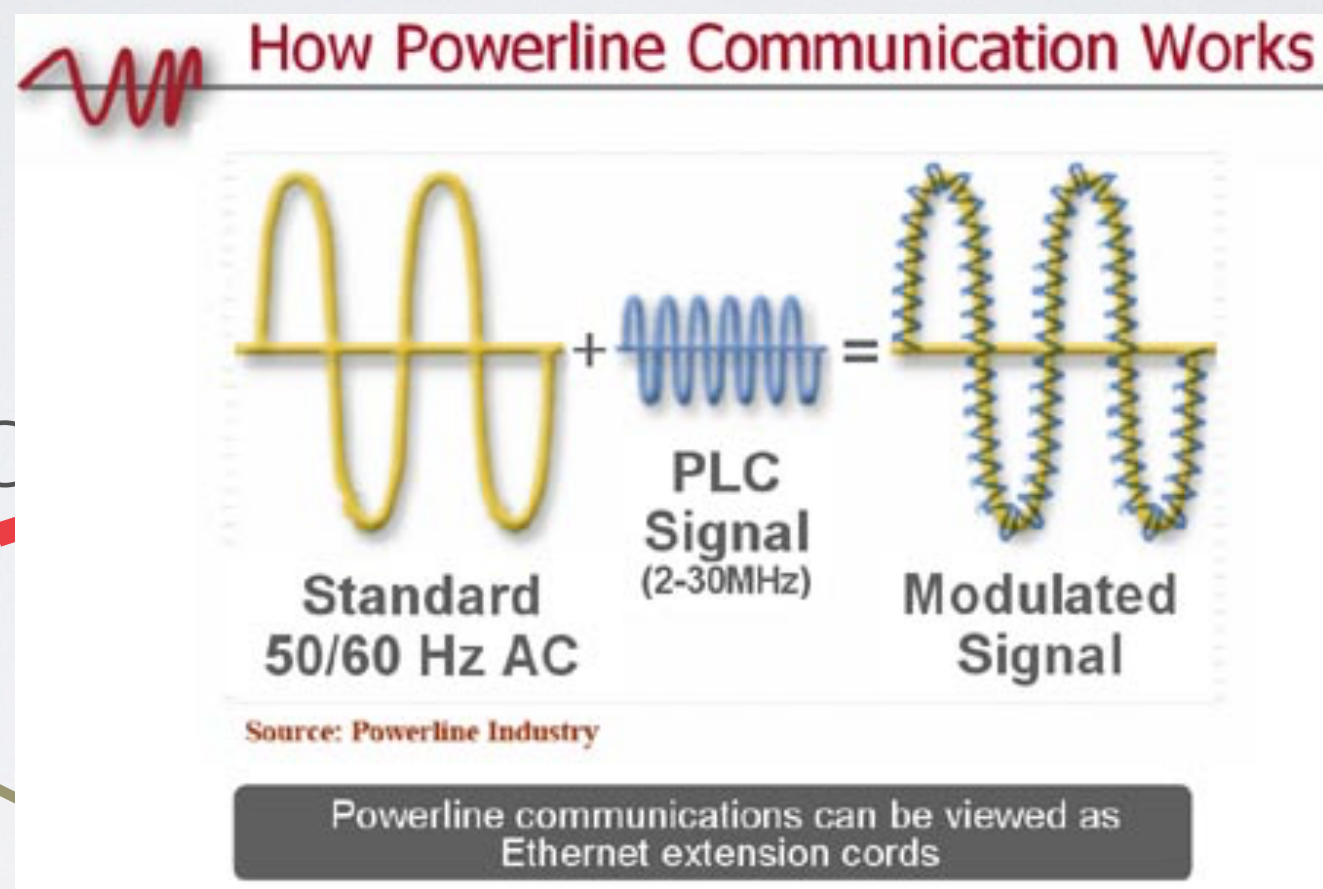 How Powerline Communication Works
+
=
PLC
Signal
(2-30MHz)
Standard
50/60 Hz AC
Modulated
Signal
Source: Powerline Industry
Powerline communications can be viewed as
Ethernet extension cords